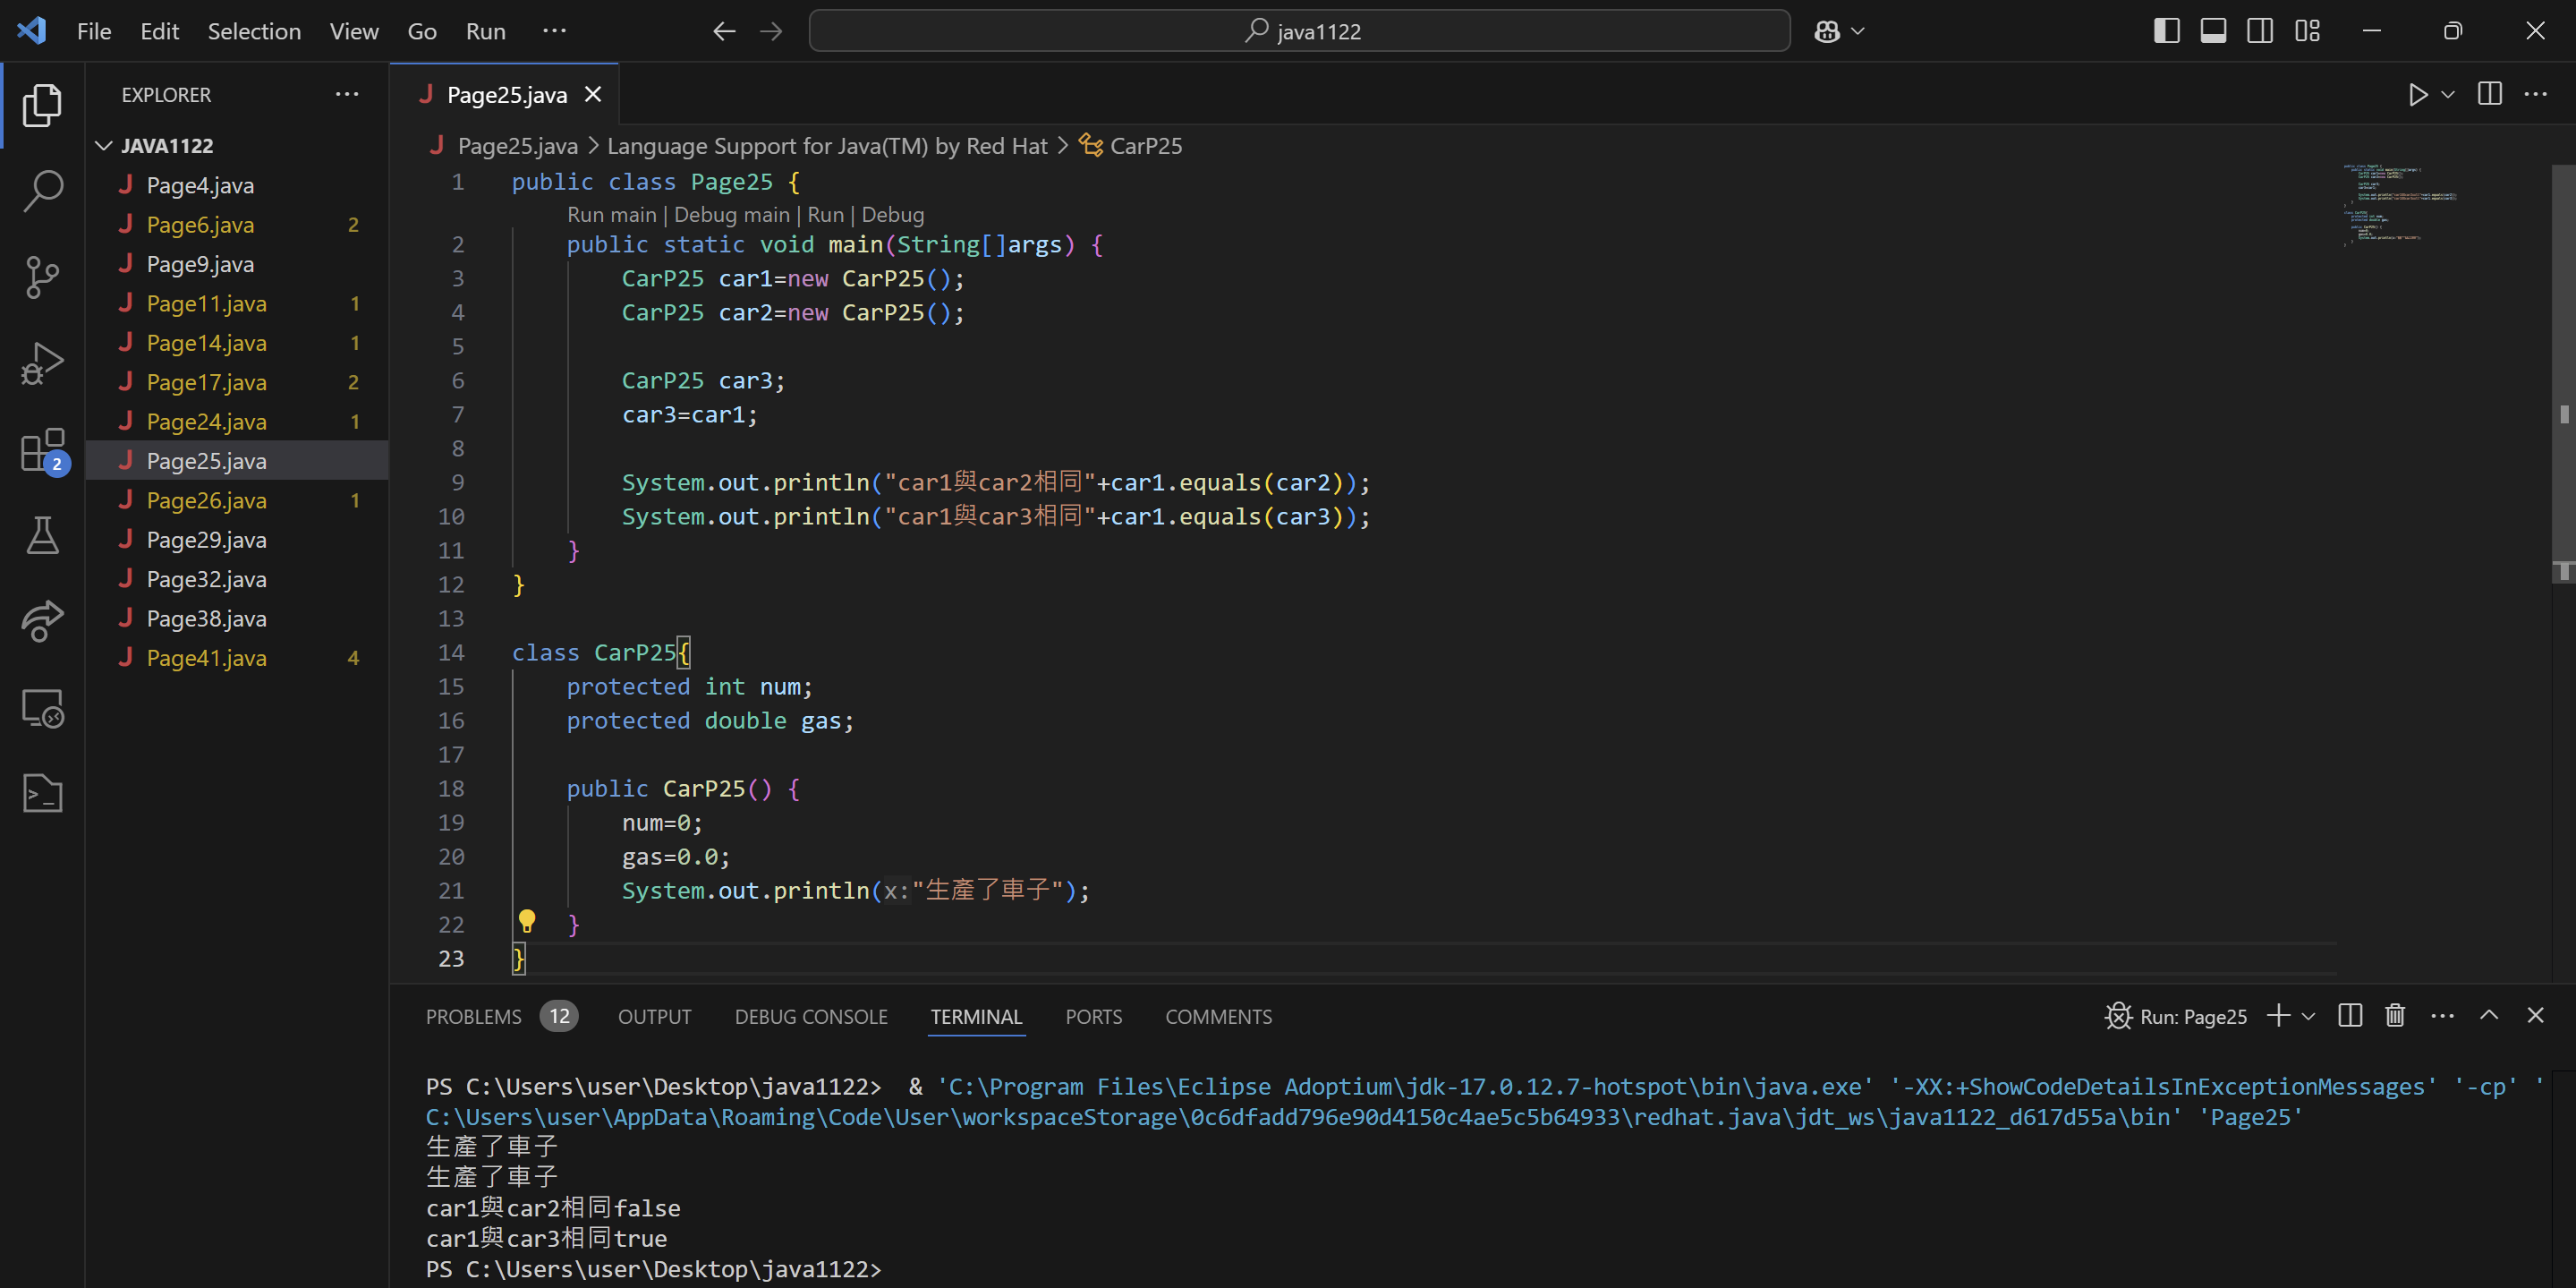 File Edit Selection View Go Run ···
java1122
EXPLORER ···
JAVA1122
J Page4.java
J Page6.java 2
J Page9.java
J Page11.java 1
J Page14.java 1
J Page17.java 2
J Page24.java 1
J Page25.java
J Page26.java 1
J Page29.java
J Page32.java
J Page38.java
J Page41.java 4
2
J Page25.java
J Page25.java > Language Support for Java(TM) by Red Hat > CarP25
1 public class Page25 {
Run main | Debug main | Run | Debug
2 public static void main(String[]args) {
3 CarP25 car1=new CarP25();
4 CarP25 car2=new CarP25();
5
6 CarP25 car3;
7 car3=car1;
8
9 System.out.println("car1與car2相同"+car1.equals(car2));
10 System.out.println("car1與car3相同"+car1.equals(car3));
11 }
12 }
13
14 class CarP25{
15 protected int num;
16 protected double gas;
17
18 public CarP25() {
19 num=0;
20 gas=0.0;
21 System.out.println(x:"生產了車子");
22 }
23 }
PROBLEMS 12 OUTPUT DEBUG CONSOLE TERMINAL PORTS COMMENTS
Run: Page25
PS C:\Users\user\Desktop\java1122>  & 'C:\Program Files\Eclipse Adoptium\jdk-17.0.12.7-hotspot\bin\java.exe' '-XX:+ShowCodeDetailsInExceptionMessages' '-cp' '
C:\Users\user\AppData\Roaming\Code\User\workspaceStorage\0c6dfadd796e90d4150c4ae5c5b64933\redhat.java\jdt_ws\java1122_d617d55a\bin' 'Page25'
生產了車子
生產了車子
car1與car2相同false
car1與car3相同true
PS C:\Users\user\Desktop\java1122>